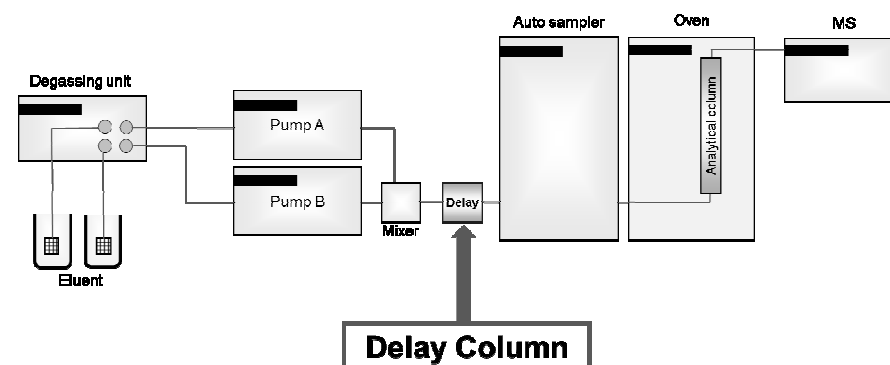 Auto sampler
Oven
MS
Degassing unit
Pump A
Analytical column
Pump B
Delay
Mixer
Eluent
Delay Column